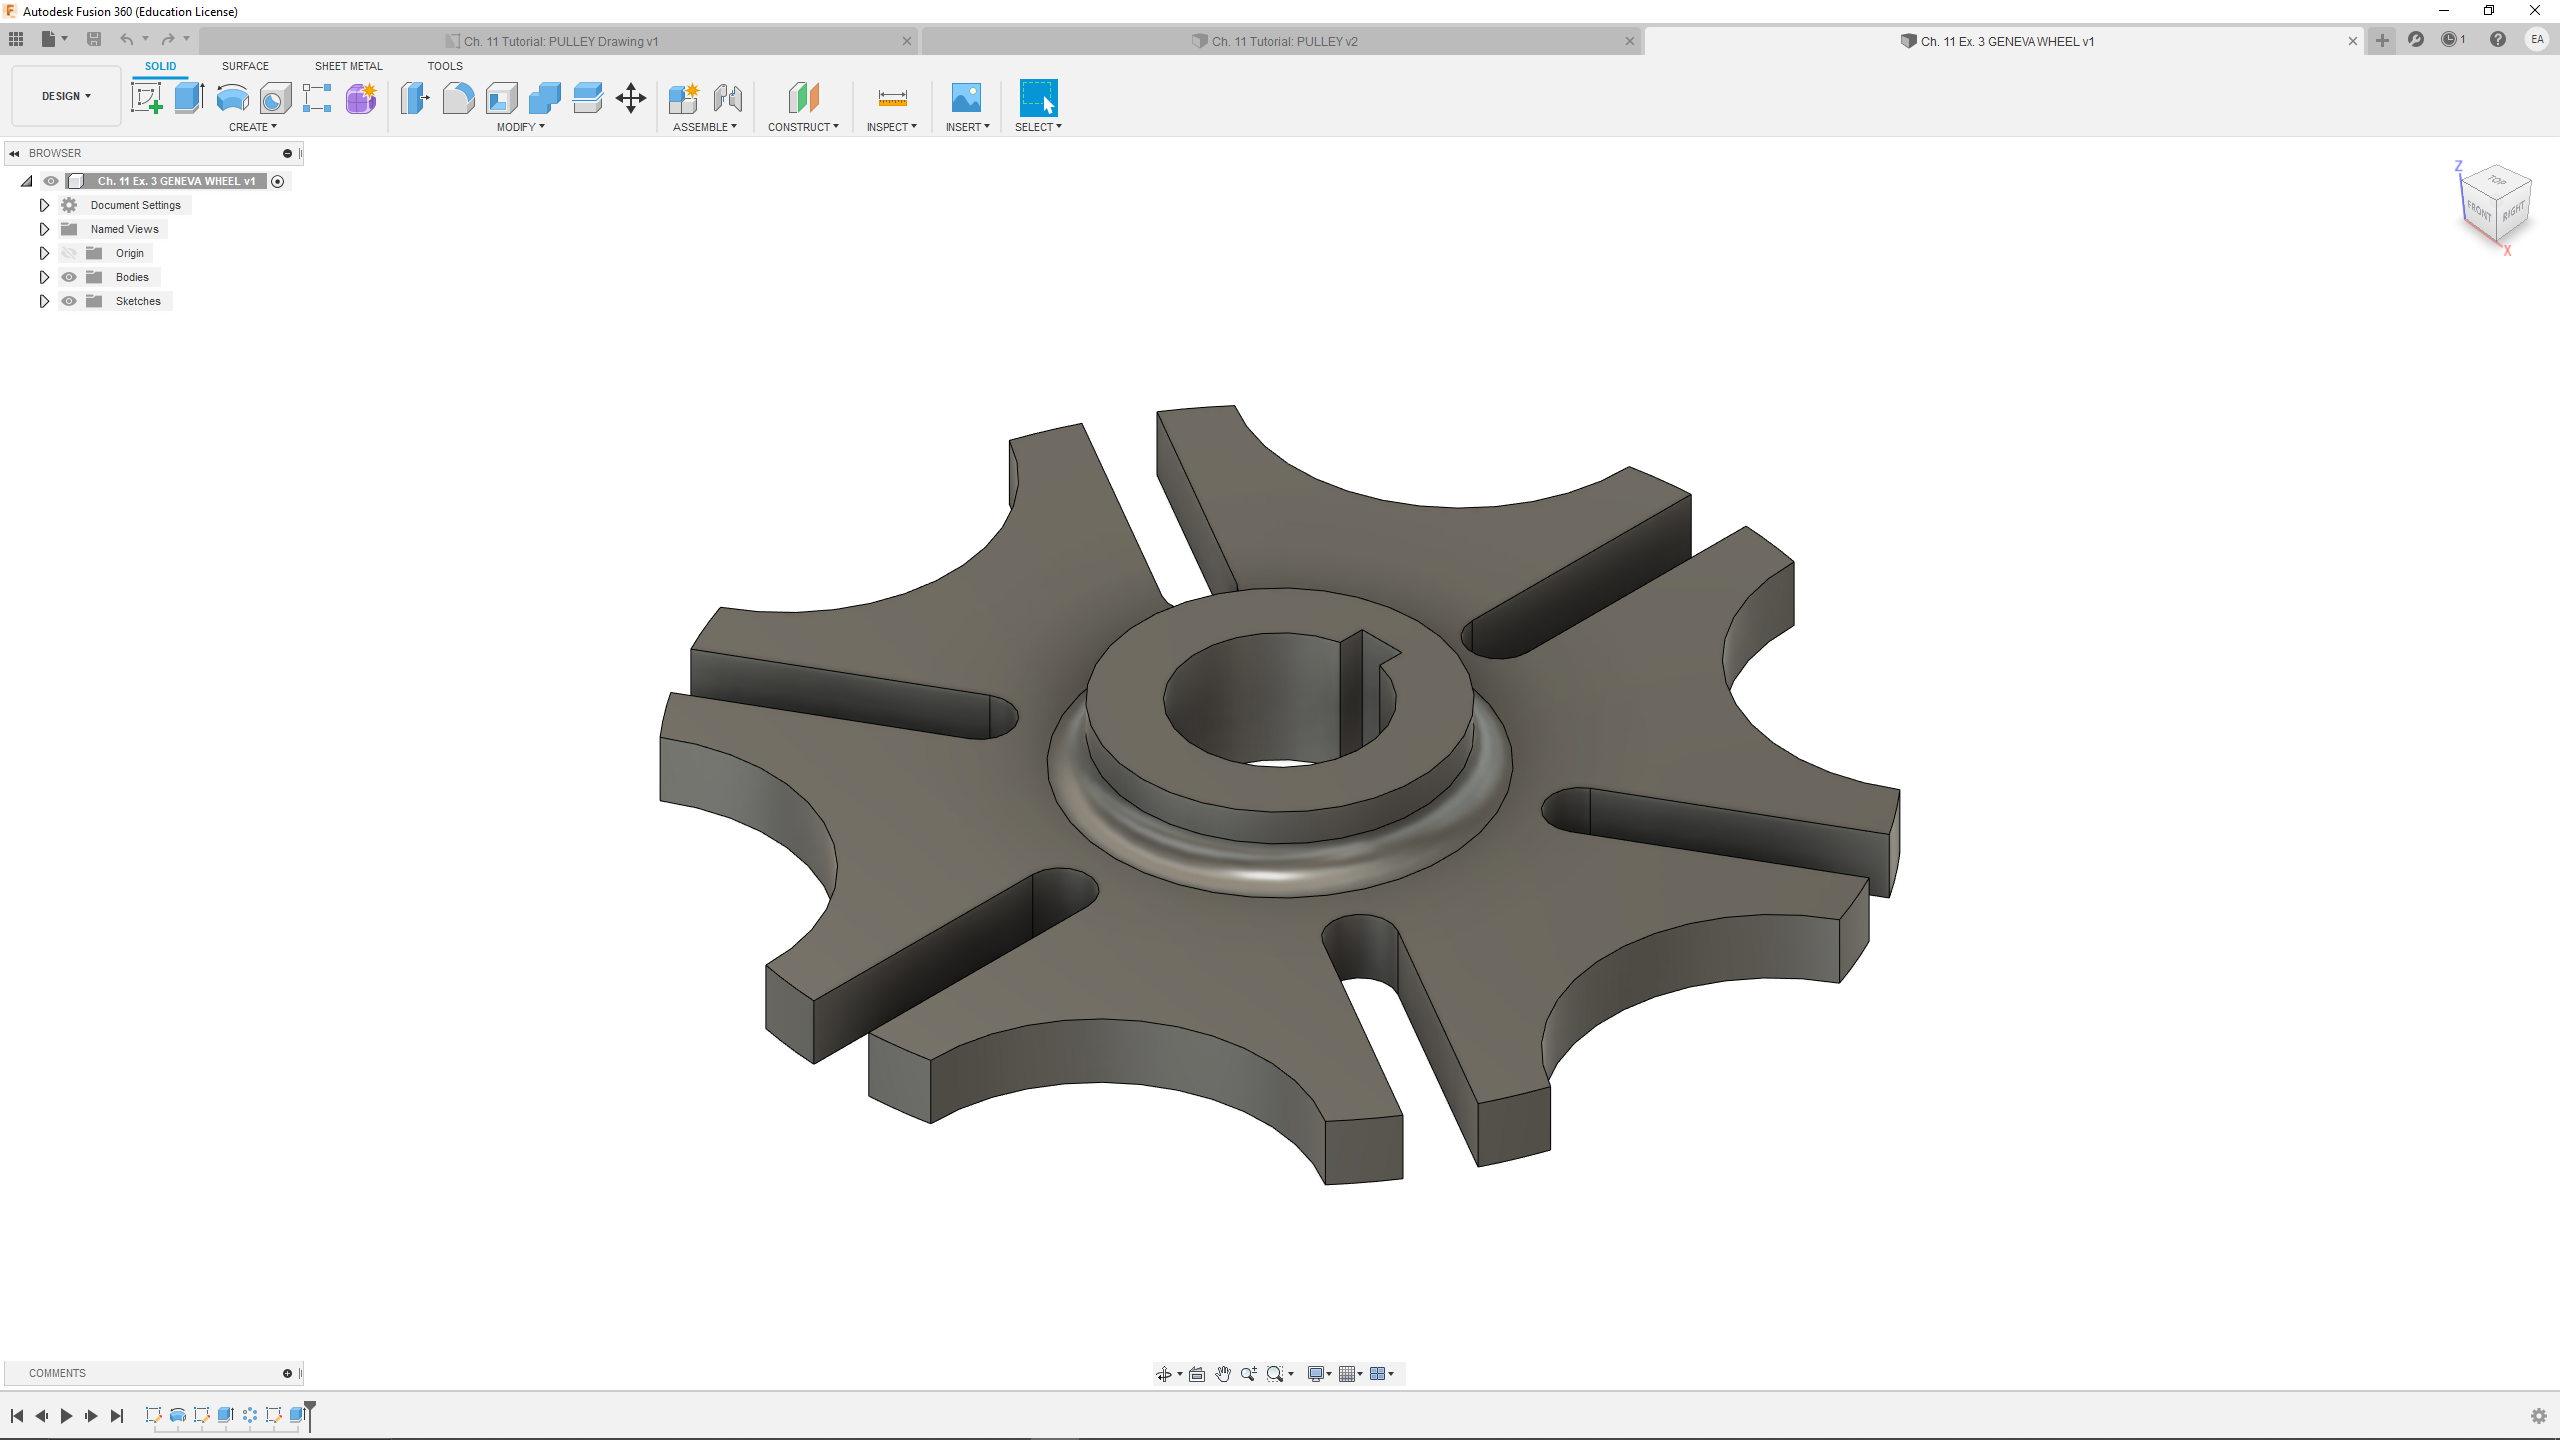 Autodesk Fusion 360 (Education License)
Ch. 11 Tutorial: PULLEY Drawing v1
Ch. 11 Tutorial: PULLEY v2
Ch. 11 Ex. 3 GENEVA WHEEL v1
1
EA
SOLID
SURFACE
SHEET METAL
TOOLS
DESIGN
CREATE
MODIFY
ASSEMBLE
CONSTRUCT
INSPECT
INSERT
SELECT
BROWSER
Ch. 11 Ex. 3 GENEVA WHEEL v1
Document Settings
Named Views
Origin
Bodies
Sketches
Z
TOP
FRONT
RIGHT
X
COMMENTS